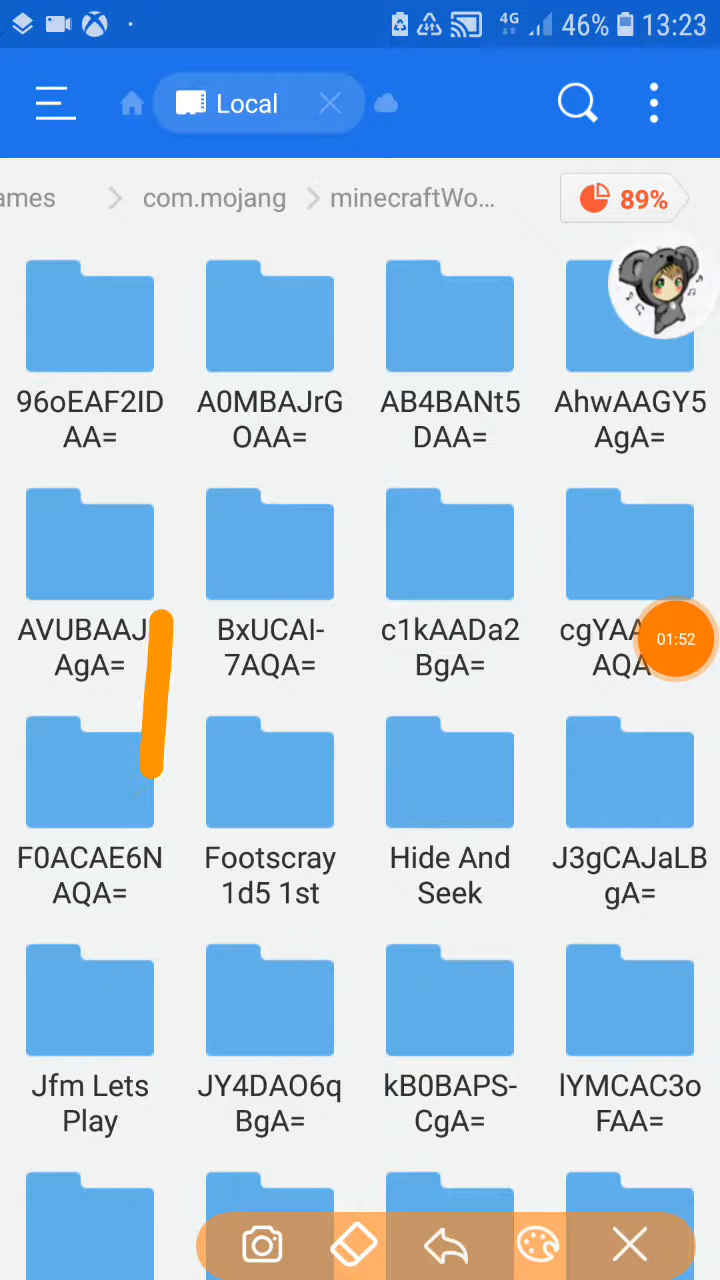 4G 46% 13:23
Local
ames com.mojang minecraftWo... 89%
96oEAF2ID
AA=
A0MBAJrG
OAA=
AB4BANt5
DAA=
AhwAAGY5
AgA=
AVUBAAJ
AgA=
BxUCAI-
7AQA=
c1kAADa2
BgA=
cgYAA
AQA
01:52
F0ACAE6N
AQA=
Footscray
1d5 1st
Hide And
Seek
J3gCAJaLB
gA=
Jfm Lets
Play
JY4DAO6q
BgA=
kB0BAPS-
CgA=
lYMCAC3o
FAA=